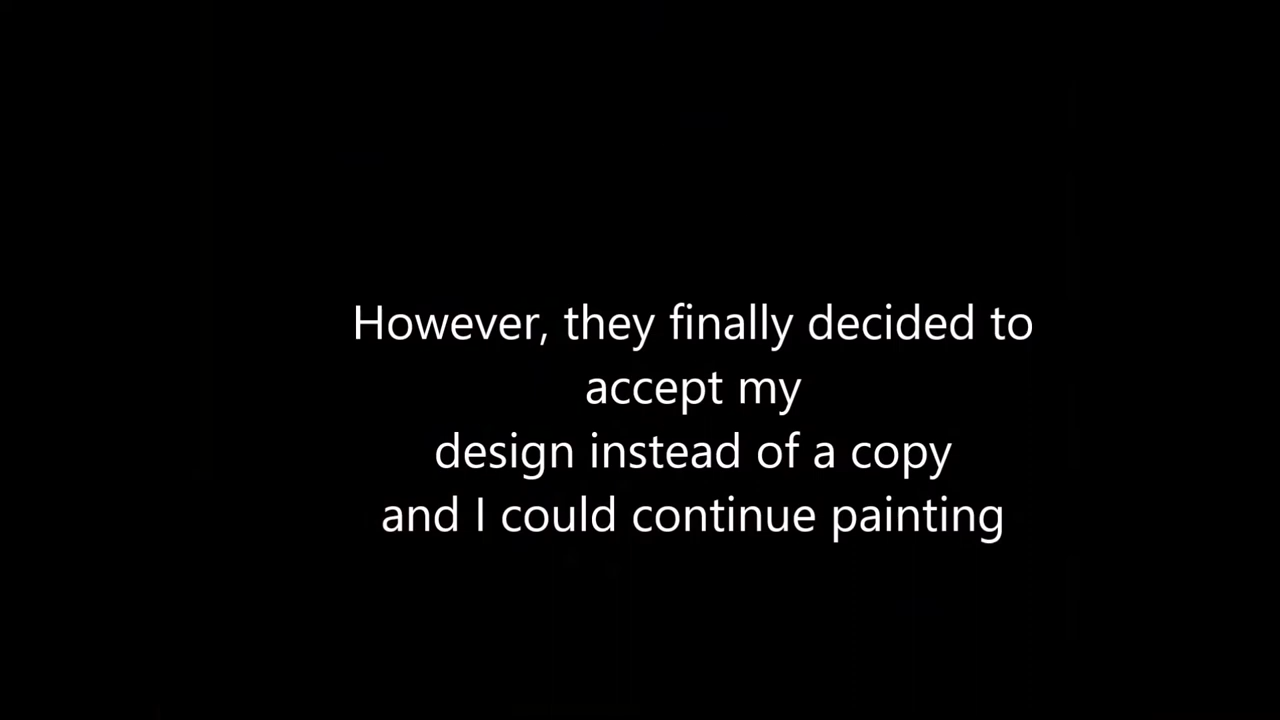 However, they finally decided to
accept my
design instead of a copy
and I could continue painting